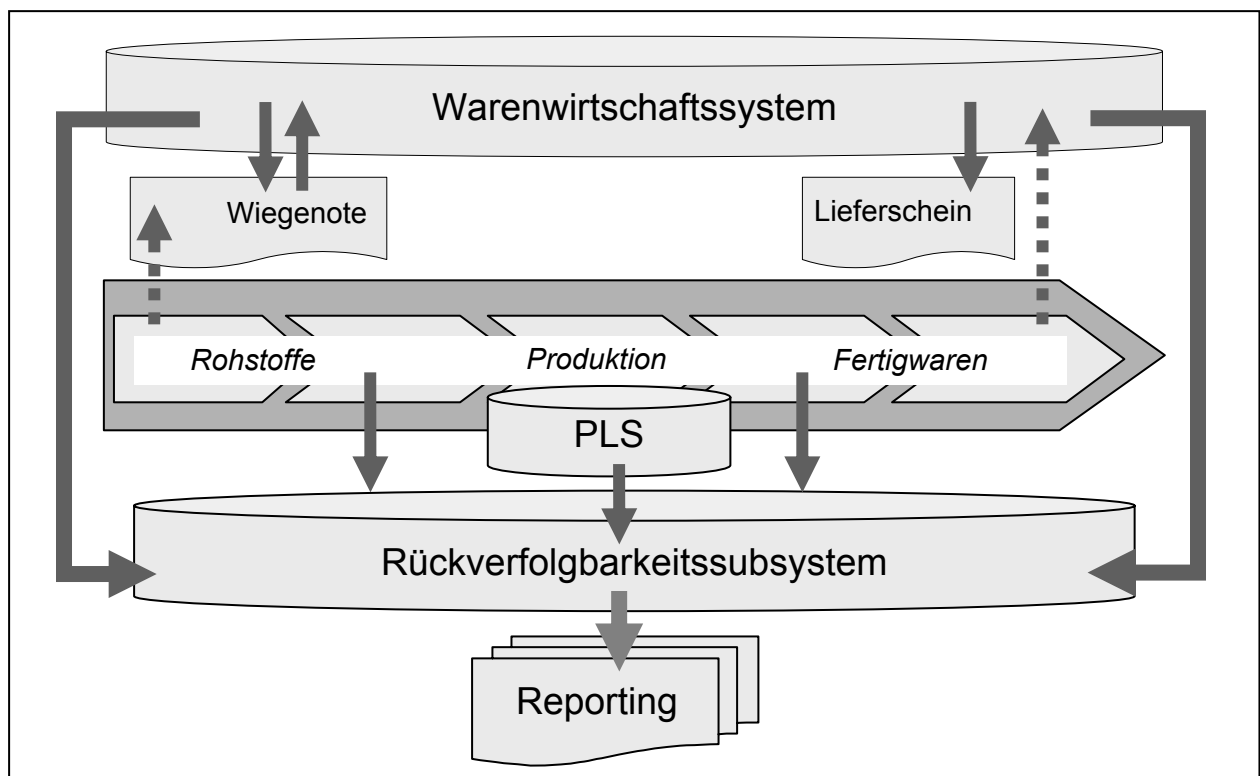 Warenwirtschaftssystem
Wiegenote
Lieferschein
Rohstoffe
Produktion
Fertigwaren
PLS
Rückverfolgbarkeitssubsystem
Reporting